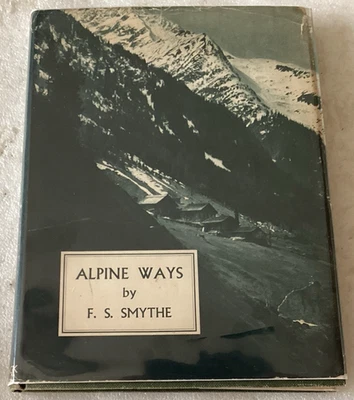 ALPINE WAYS
by
F. S. SMYTHE